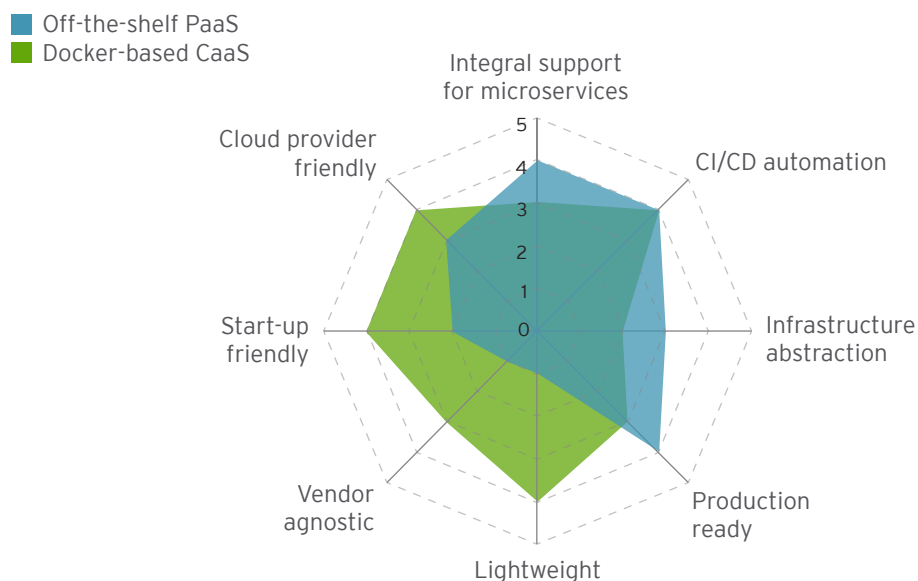 Off-the-shelf PaaS
Docker-based CaaS
Integral support
for microservices
Cloud provider
friendly
CI/CD automation
5
4
3
2
1
0
Start-up
friendly
Infrastructure
abstraction
Vendor
agnostic
Production
ready
Lightweight